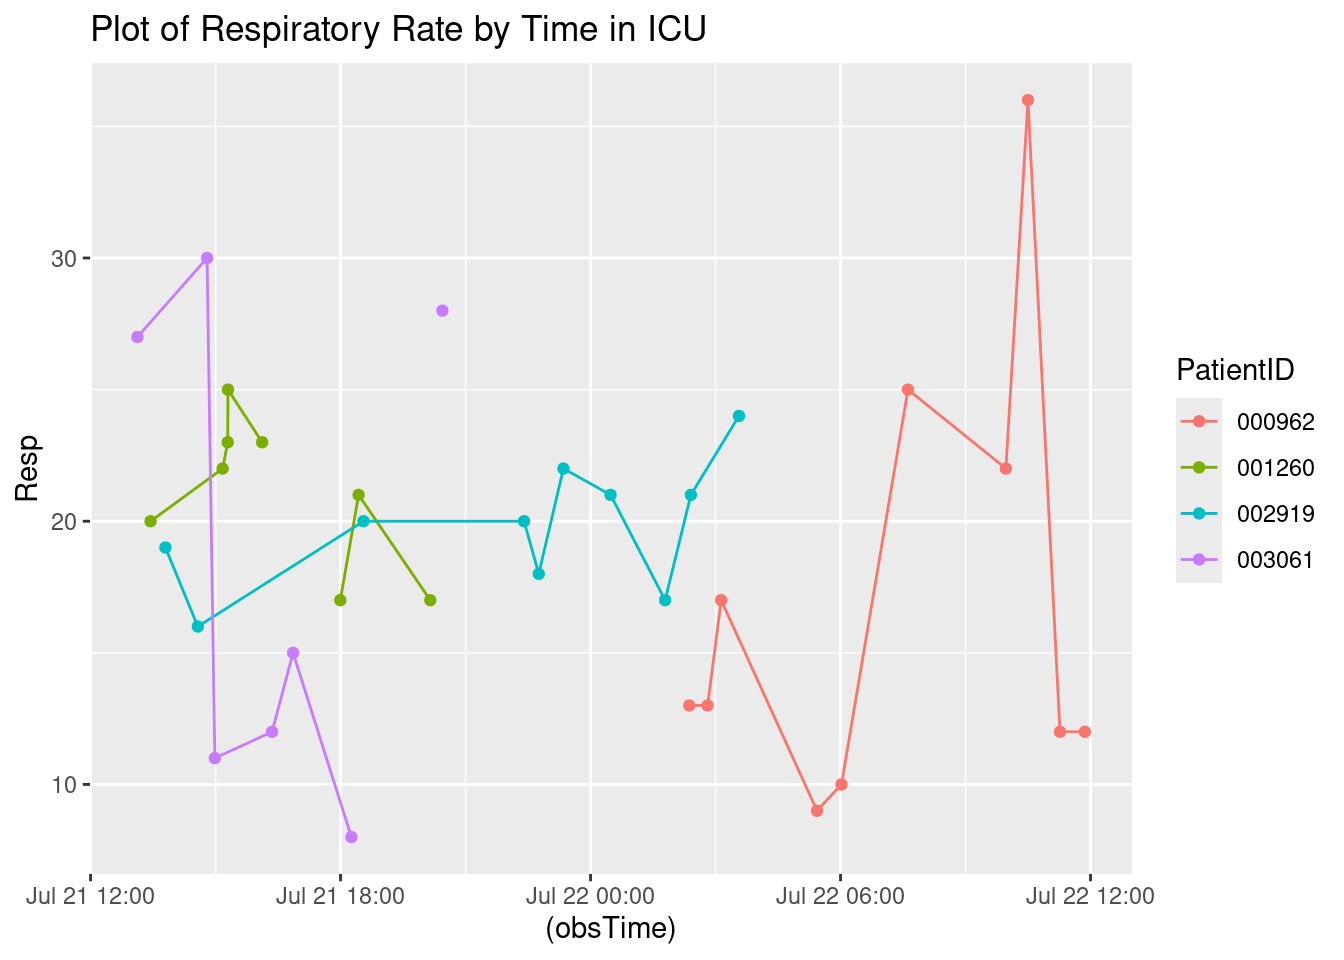 Plot of Respiratory Rate by Time in ICU
Resp
30
20
10
Jul 21 12:00
Jul 21 18:00
Jul 22 00:00
Jul 22 06:00
Jul 22 12:00
(obsTime)
PatientID
000962
001260
002919
003061